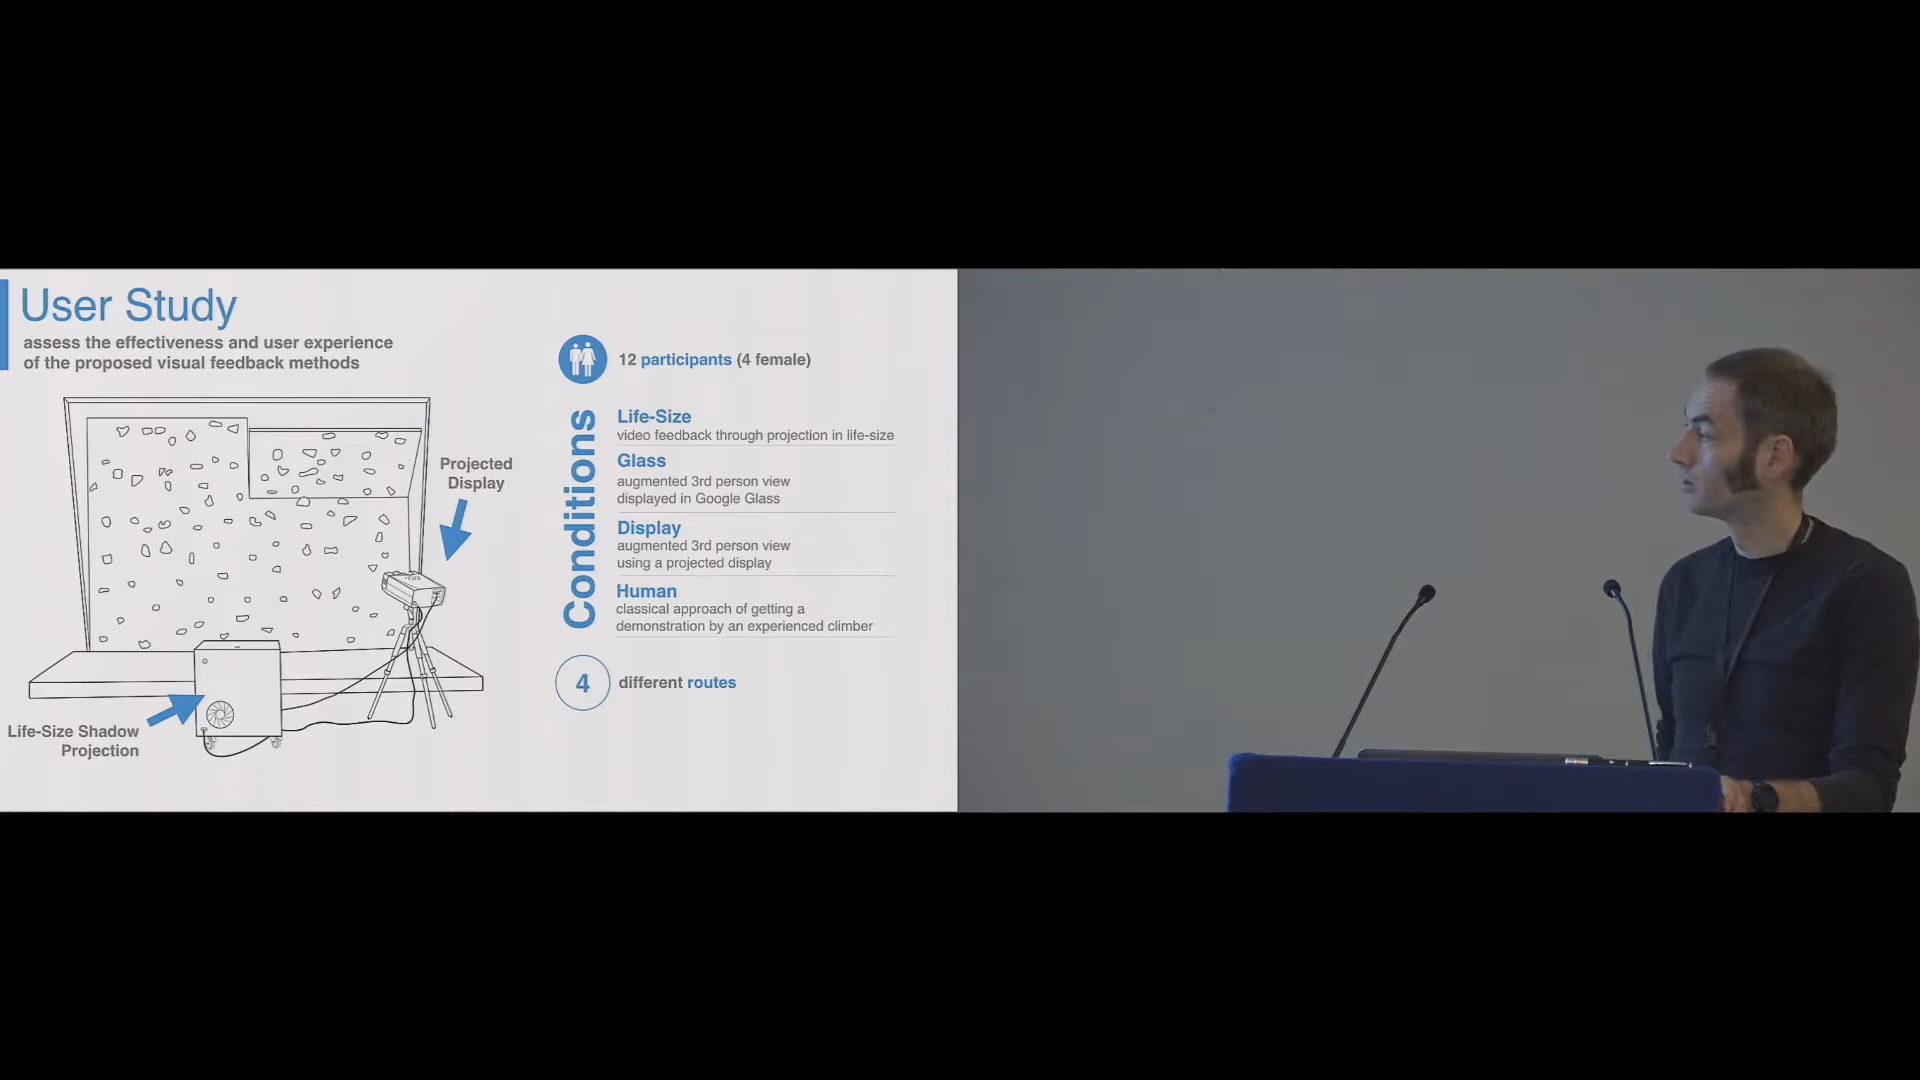 User Study
assess the effectiveness and user experience
of the proposed visual feedback methods
Projected
Display
Life-Size Shadow
Projection
12 participants (4 female)
Conditions
Life-Size
video feedback through projection in life-size
Glass
augmented 3rd person view
displayed in Google Glass
Display
augmented 3rd person view
using a projected display
Human
classical approach of getting a
demonstration by an experienced climber
4 different routes